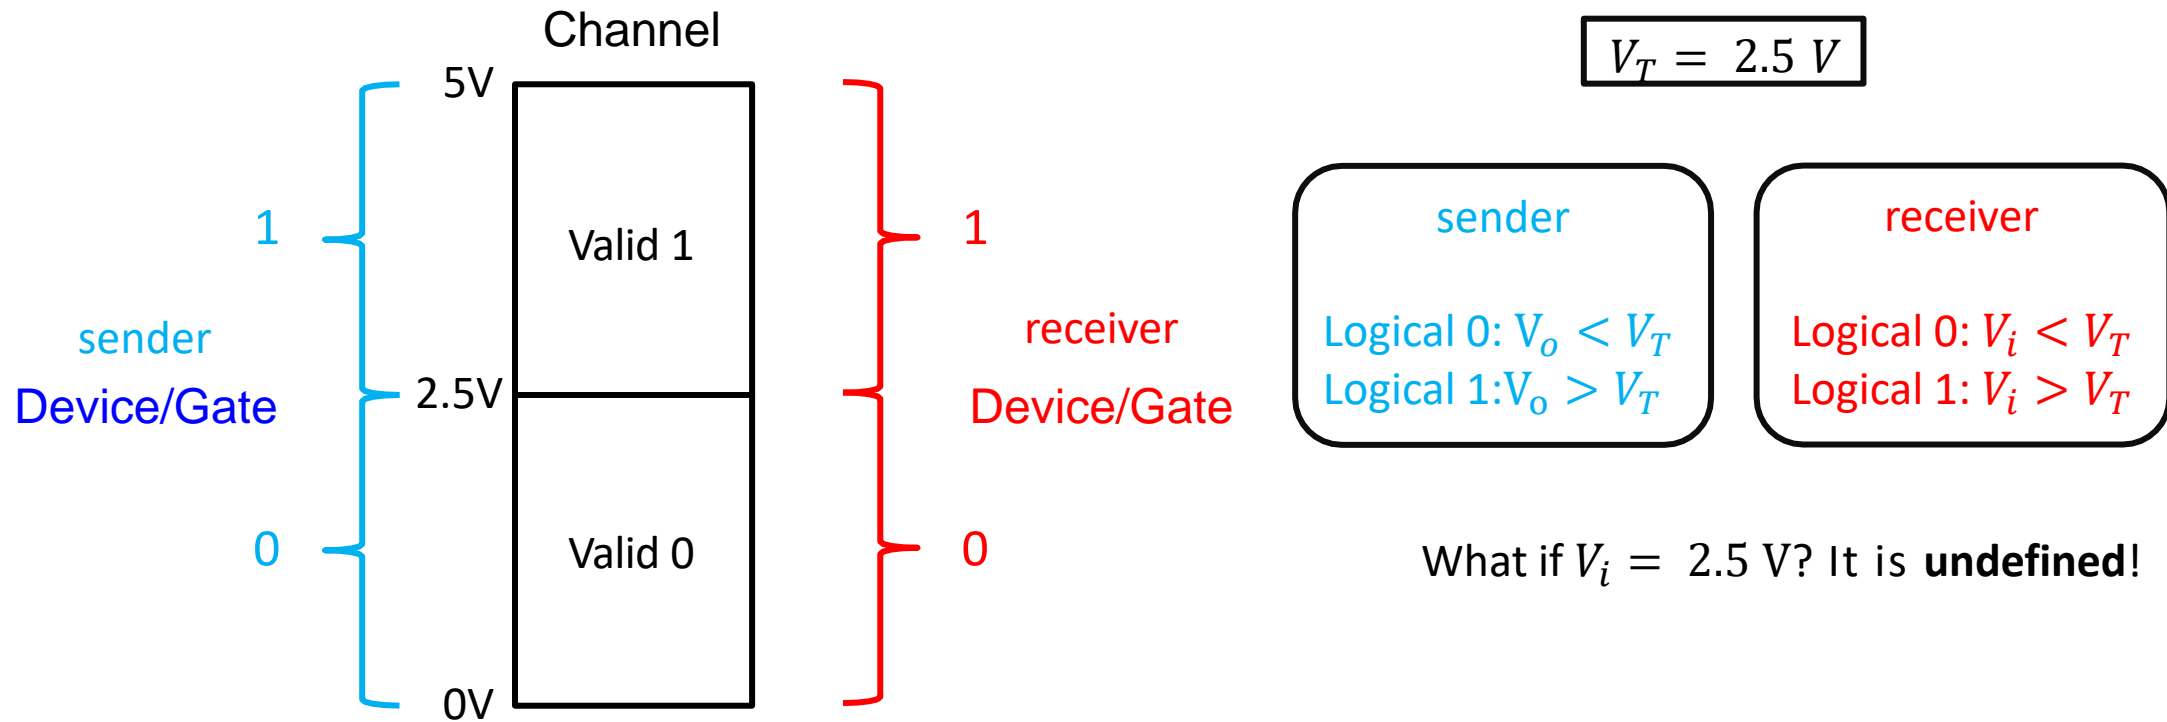 Channel
5V
1
Valid 1
1
sender
Device/Gate
2.5V
receiver
Device/Gate
0
Valid 0
0
0V
V_T = 2.5 V
sender
Logical 0: V_o < V_T
Logical 1:V_o > V_T
receiver
Logical 0: V_i < V_T
Logical 1: V_i > V_T
What if V_i = 2.5 V? It is undefined!